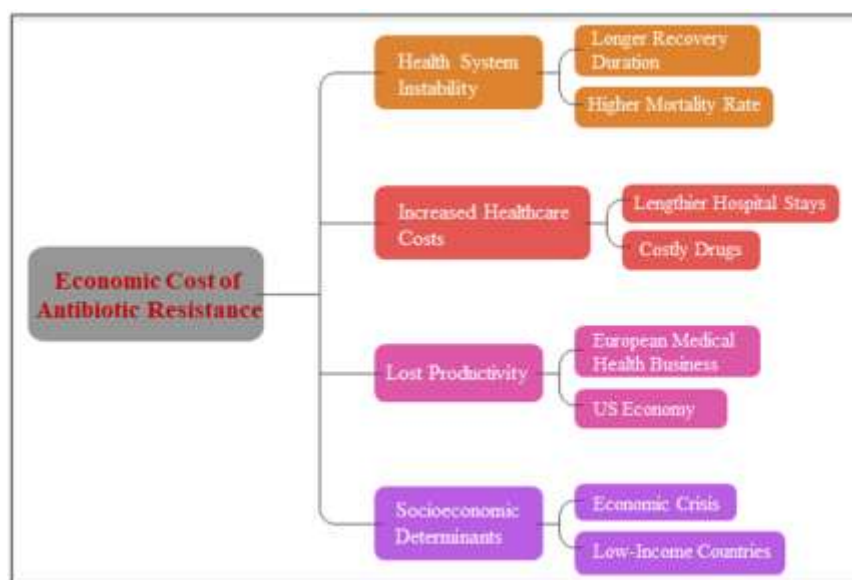 Economic Cost of
Antibiotic Resistance
Health System
Instability
Longer Recovery
Duration
Higher Mortality Rate
Increased Healthcare
Costs
Lengthier Hospital Stays
Costly Drugs
Lost Productivity
European Medical
Health Business
US Economy
Socioeconomic
Determinants
Economic Crisis
Low-Income Countries